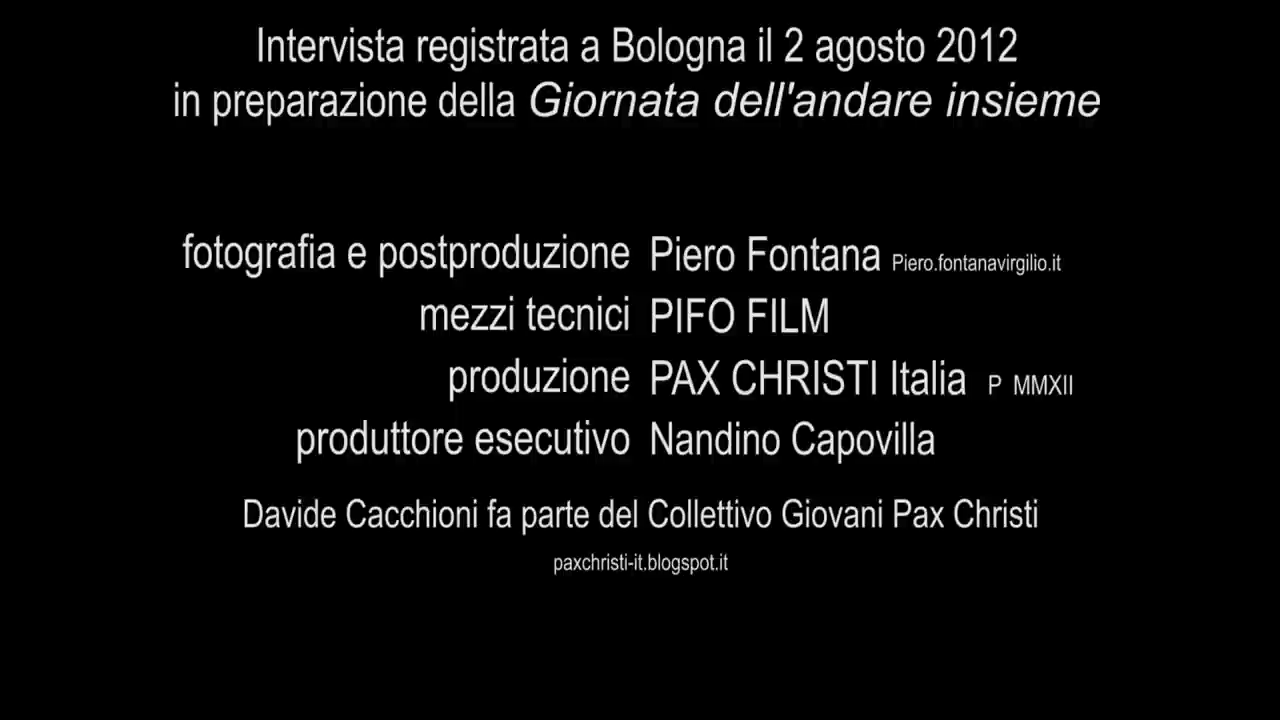 Intervista registrata a Bologna il 2 agosto 2012
in preparazione della Giornata dell'andare insieme
fotografia e postproduzione Piero Fontana Piero.fontanavirgilio.it
mezzi tecnici PIFO FILM
produzione PAX CHRISTI Italia P MMXII
produttore esecutivo Nandino Capovilla
Davide Cacchioni fa parte del Collettivo Giovani Pax Christi
paxchristi-it.blogspot.it